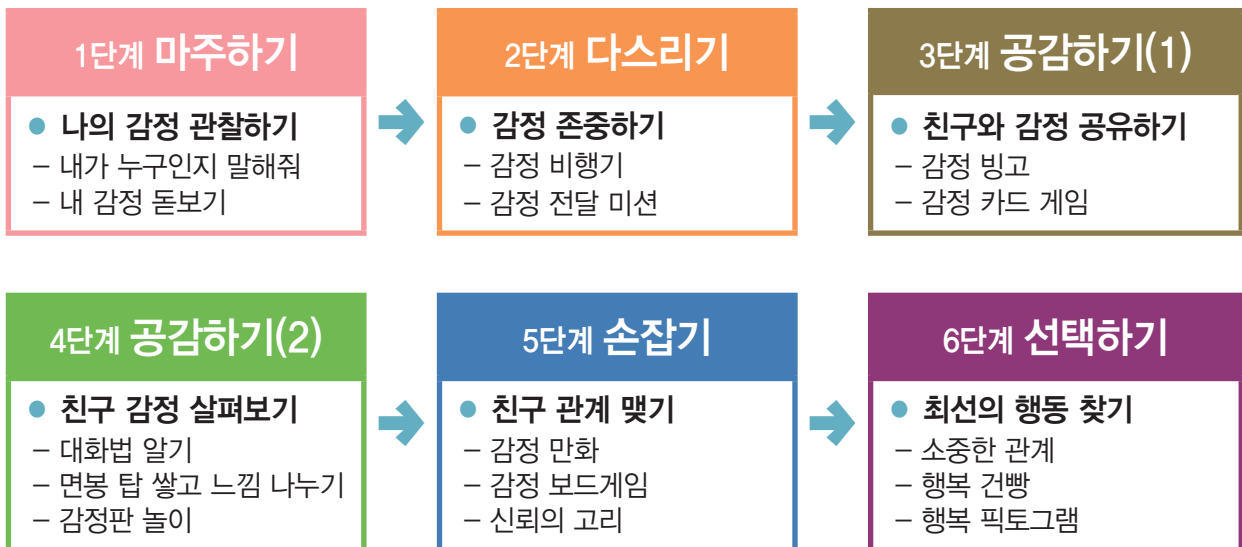 1단계 마주하기
● 나의 감정 관찰하기
– 내가 누구인지 말해줘
– 내 감정 돋보기
2단계 다스리기
● 감정 존중하기
– 감정 비행기
– 감정 전달 미션
3단계 공감하기(1)
● 친구와 감정 공유하기
– 감정 빙고
– 감정 카드 게임
4단계 공감하기(2)
● 친구 감정 살펴보기
– 대화법 알기
– 면봉 탑 쌓고 느낌 나누기
– 감정판 놀이
5단계 손잡기
● 친구 관계 맺기
– 감정 만화
– 감정 보드게임
– 신뢰의 고리
6단계 선택하기
● 최선의 행동 찾기
– 소중한 관계
– 행복 건빵
– 행복 픽토그램